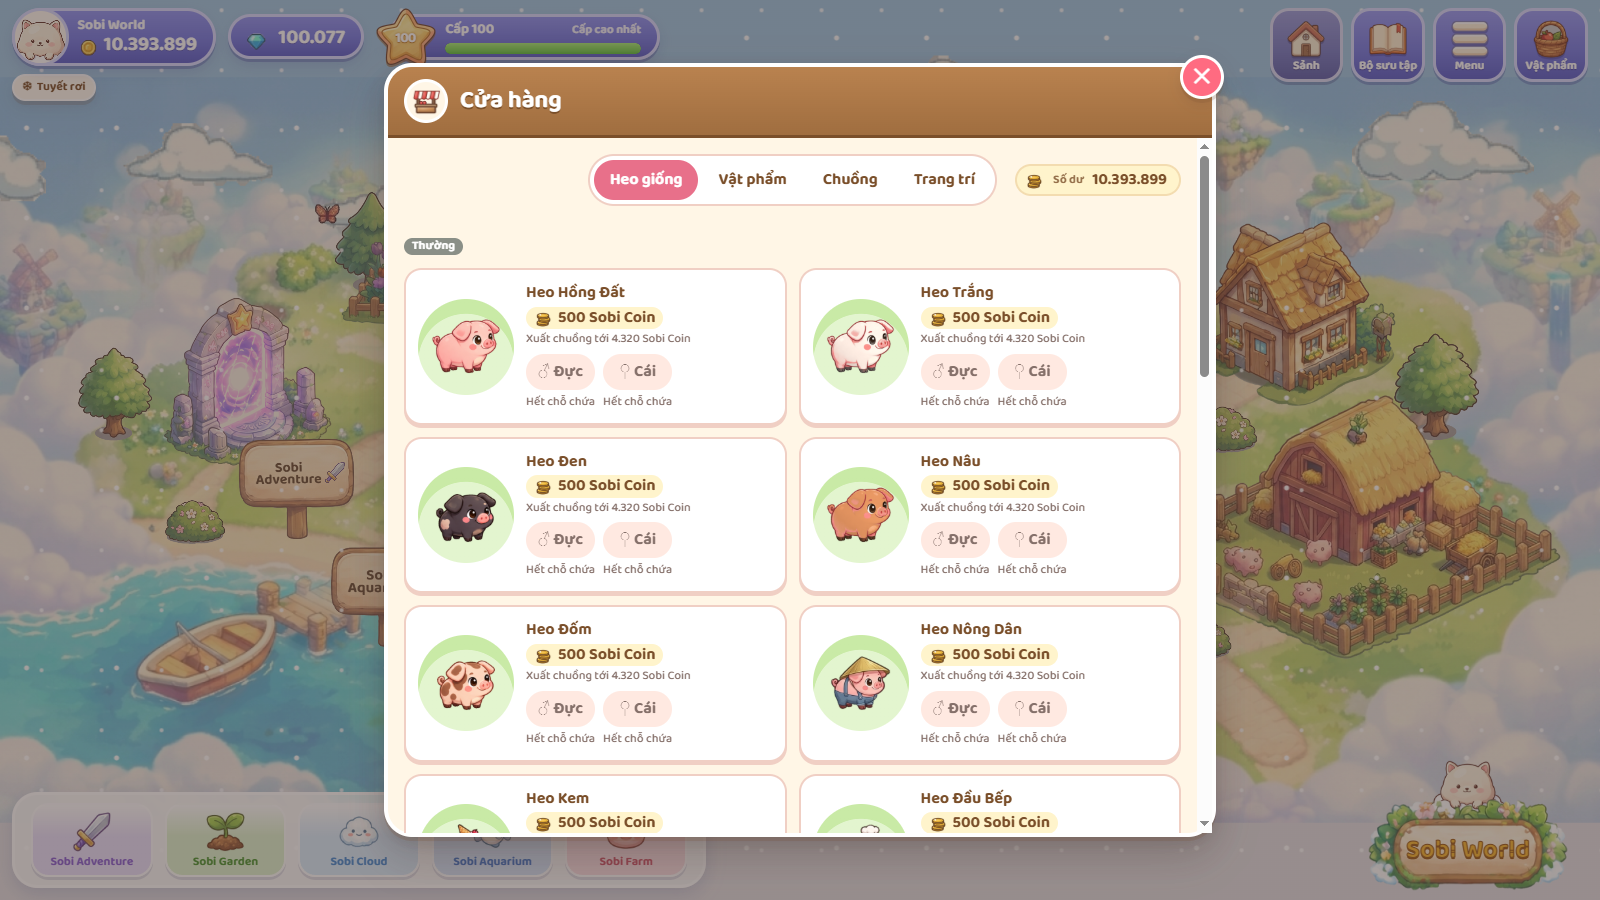 Sobi World
10.393.899
100.077
100
Cấp 100
Cấp cao nhất
Sảnh
Bộ sưu tập
Menu
Vật phẩm
❄ Tuyết rơi
Cửa hàng
Heo giống
Vật phẩm
Chuồng
Trang trí
Số dư 10.393.899
Thường
Heo Hồng Đất
500 Sobi Coin
Xuất chuồng tới 4.320 Sobi Coin
♂ Đực
♀ Cái
Hết chỗ chứa Hết chỗ chứa
Heo Trắng
500 Sobi Coin
Xuất chuồng tới 4.320 Sobi Coin
♂ Đực
♀ Cái
Hết chỗ chứa Hết chỗ chứa
Heo Đen
500 Sobi Coin
Xuất chuồng tới 4.320 Sobi Coin
♂ Đực
♀ Cái
Hết chỗ chứa Hết chỗ chứa
Heo Nâu
500 Sobi Coin
Xuất chuồng tới 4.320 Sobi Coin
♂ Đực
♀ Cái
Hết chỗ chứa Hết chỗ chứa
Heo Đốm
500 Sobi Coin
Xuất chuồng tới 4.320 Sobi Coin
♂ Đực
♀ Cái
Hết chỗ chứa Hết chỗ chứa
Heo Nông Dân
500 Sobi Coin
Xuất chuồng tới 4.320 Sobi Coin
♂ Đực
♀ Cái
Hết chỗ chứa Hết chỗ chứa
Heo Kem
500 Sobi Coin
Heo Đầu Bếp
500 Sobi Coin
Sobi
Adventure
Sobi Adventure
Sobi Garden
Sobi Cloud
Sobi Aquarium
Sobi Farm
Sobi World